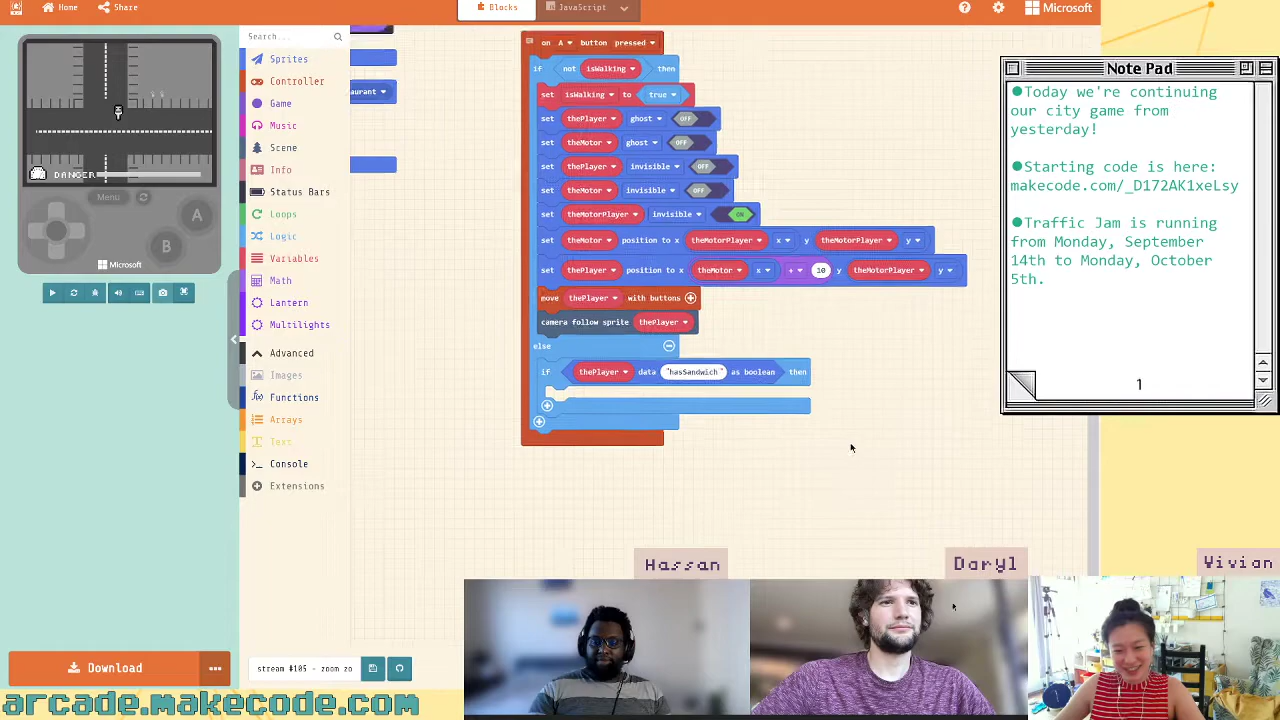 Home
Share
Blocks
JavaScript
Microsoft
Search...
Sprites
Controller
Game
Music
Scene
Info
Status Bars
Loops
Logic
Variables
Math
Lantern
Multilights
Advanced
Images
Functions
Arrays
Text
Console
Extensions
DANGER
Menu
A
B
Microsoft
Download
aurant
on A button pressed
if not isWalking then
set isWalking to true
set thePlayer ghost OFF
set theMotor ghost OFF
set thePlayer invisible OFF
set theMotor invisible OFF
set theMotorPlayer invisible ON
set theMotor position to x theMotorPlayer x y theMotorPlayer y
set thePlayer position to x theMotor x + 10 y theMotorPlayer y
move thePlayer with buttons
camera follow sprite thePlayer
else
if thePlayer data "hasSandwich" as boolean then
stream #105 - zoom zo
Note Pad
●Today we're continuing
our city game from
yesterday!
●Starting code is here:
makecode.com/_D172AK1xeLsy
●Traffic Jam is running
from Monday, September
14th to Monday, October
5th.
1
Hassan
Daryl
Vivian
arcade.makecode.com